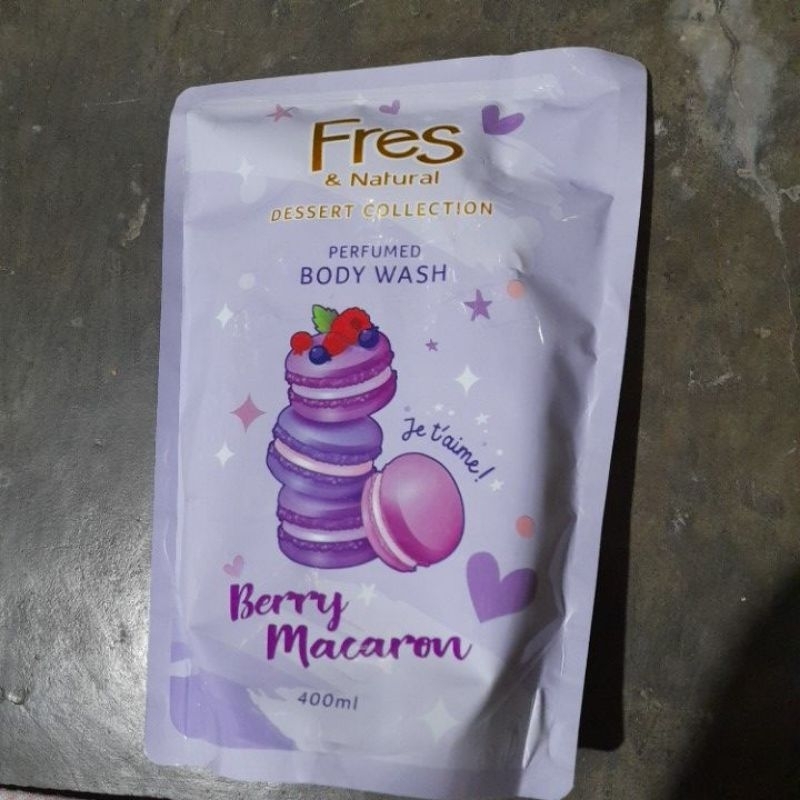 Fres
& Natural
DESSERT COLLECTION
PERFUMED
BODY WASH
Je t'aime!
Berry
Macaron
400ml